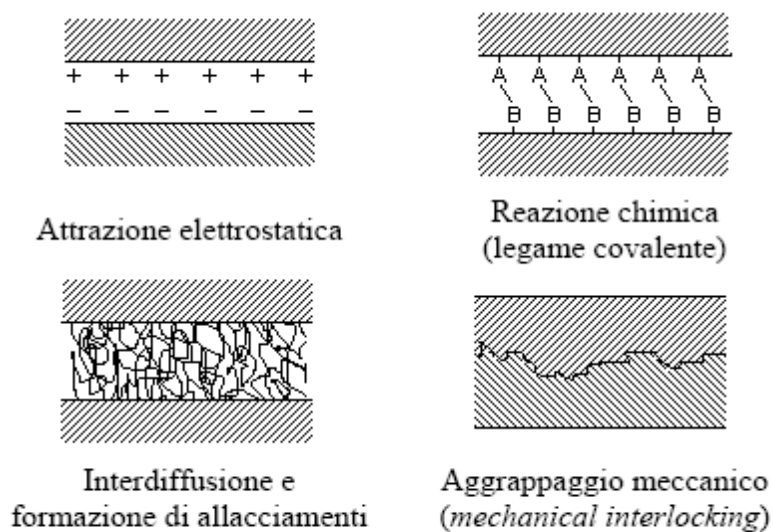 + + + + + +
– – – – – –
Attrazione elettrostatica
A A A A A A
B B B B B B
Reazione chimica
(legame covalente)
Interdiffusione e
formazione di allacciamenti
Aggrappaggio meccanico
(mechanical interlocking)